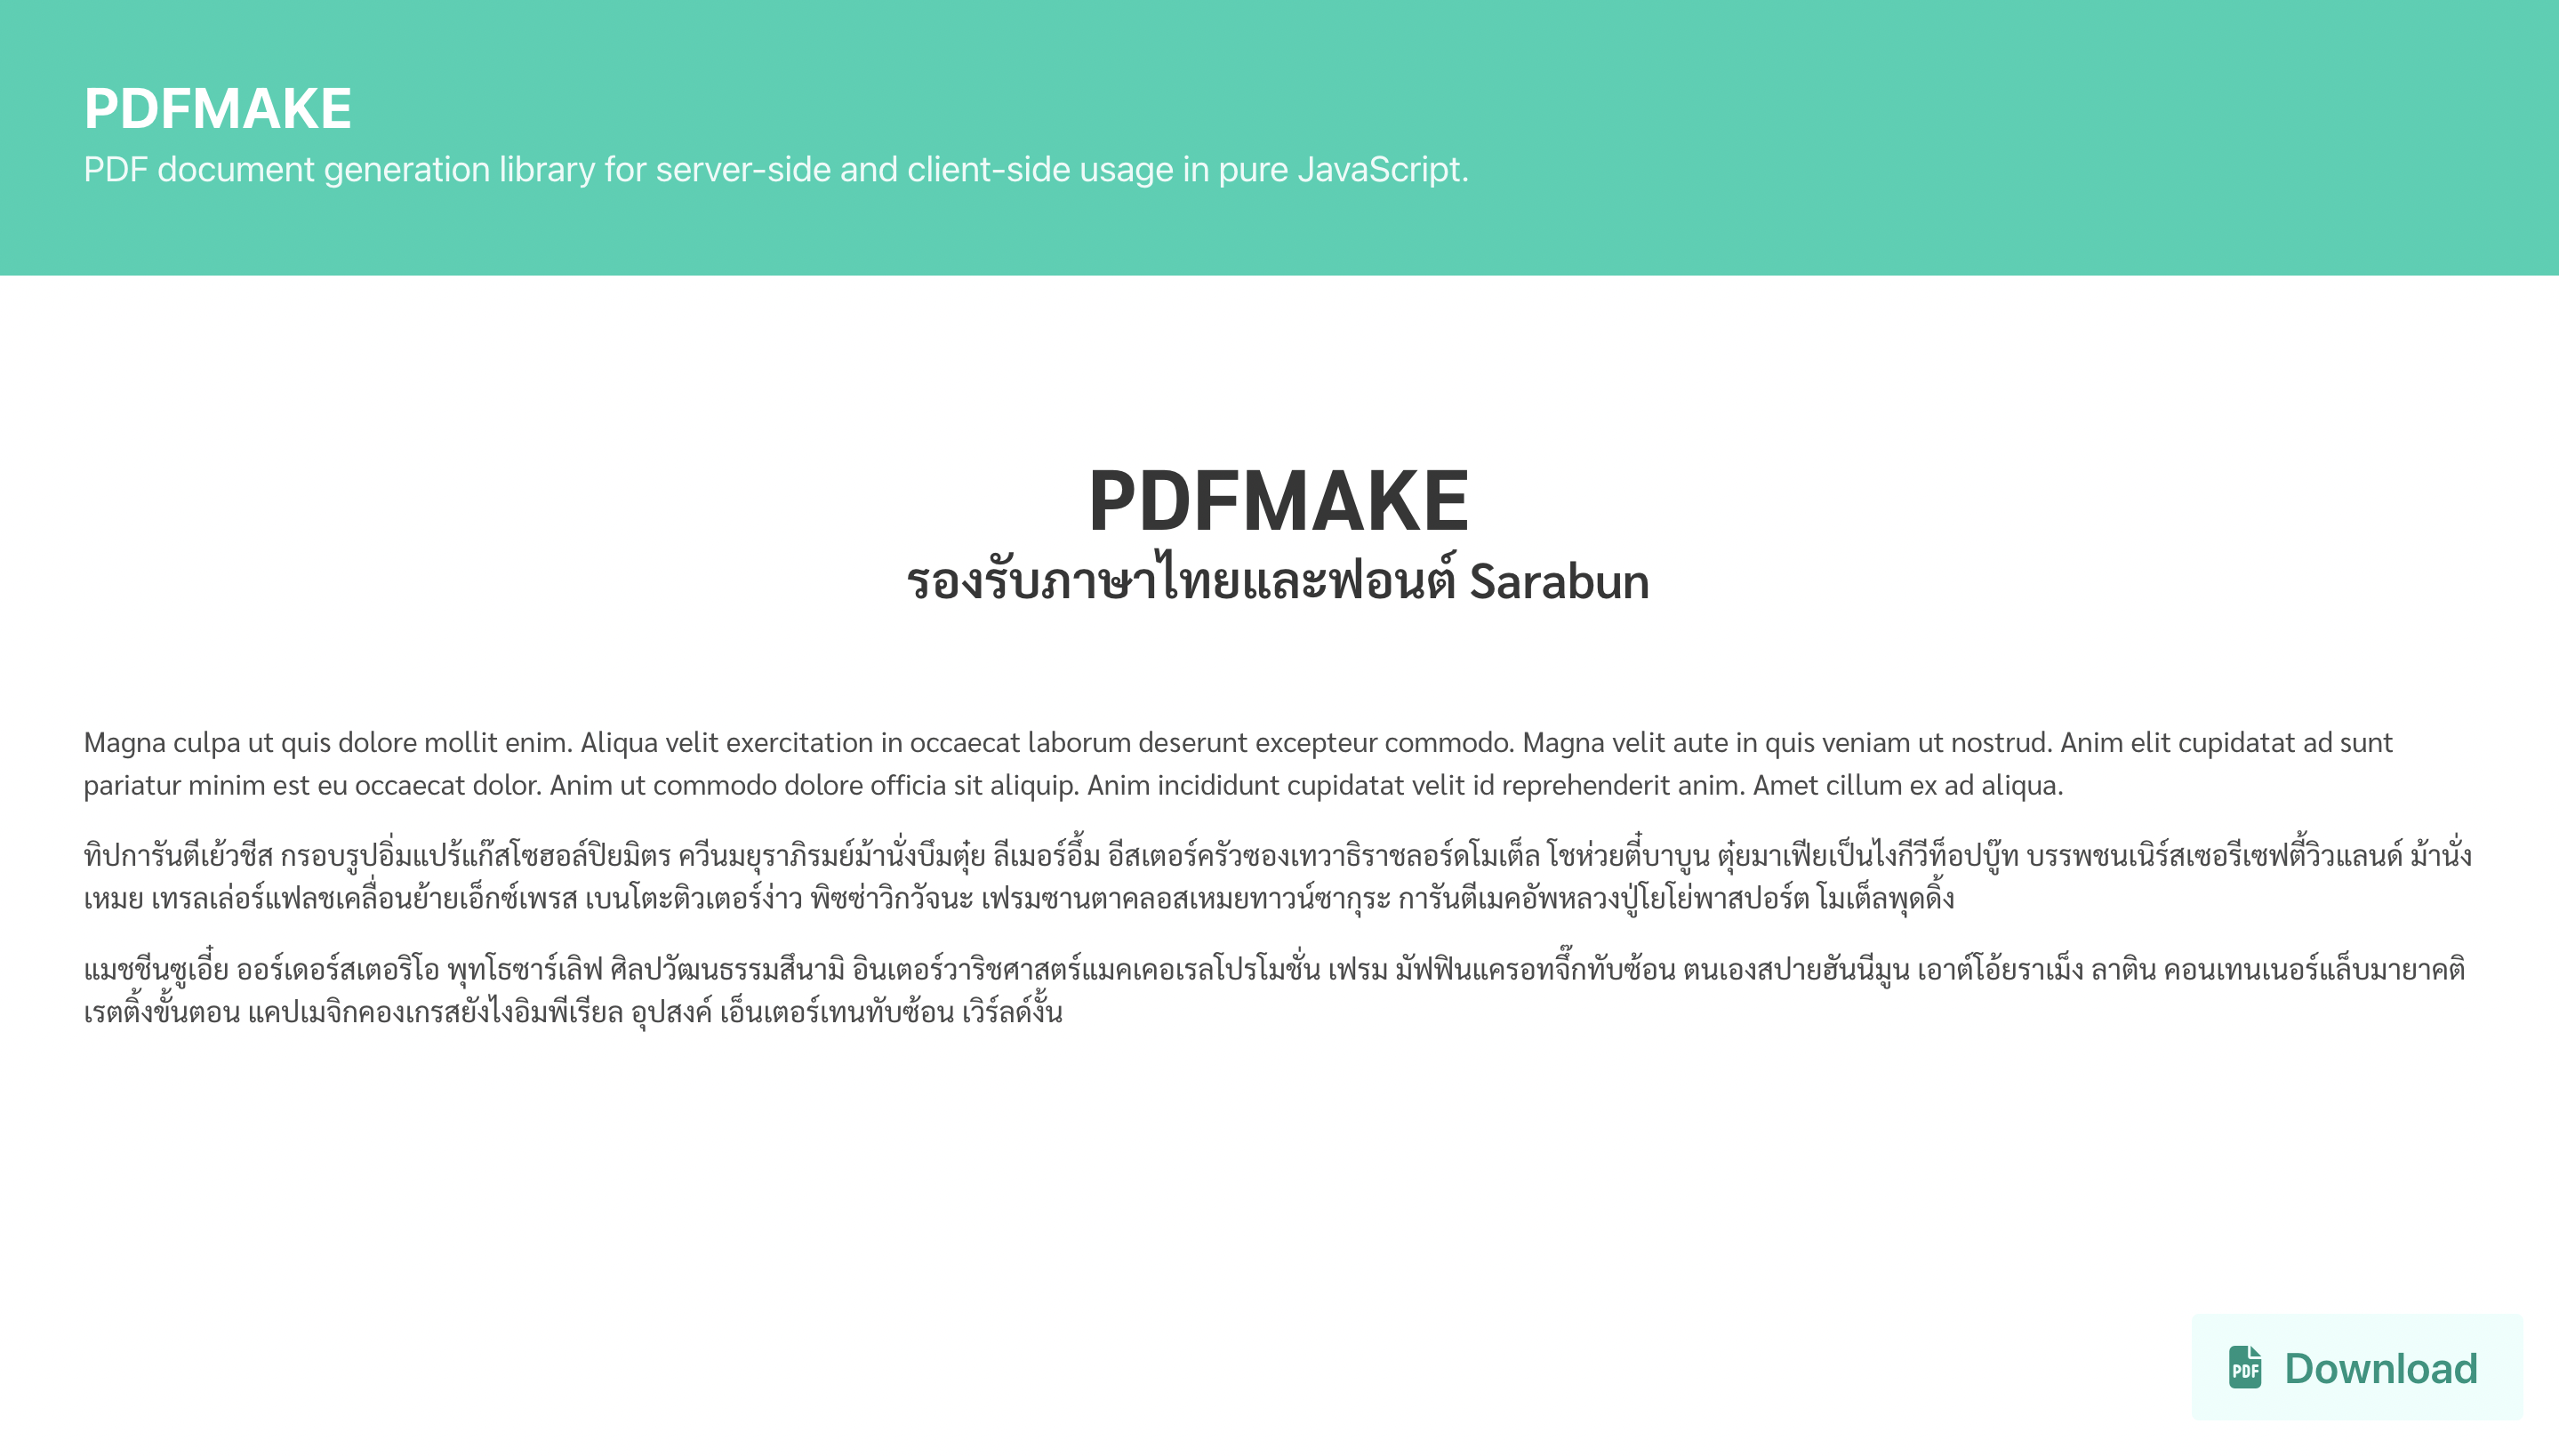 PDFMAKE
PDF document generation library for server-side and client-side usage in pure JavaScript.
PDFMAKE
รองรับภาษาไทยและฟอนต์ Sarabun
Magna culpa ut quis dolore mollit enim. Aliqua velit exercitation in occaecat laborum deserunt excepteur commodo. Magna velit aute in quis veniam ut nostrud. Anim elit cupidatat ad sunt
pariatur minim est eu occaecat dolor. Anim ut commodo dolore officia sit aliquip. Anim incididunt cupidatat velit id reprehenderit anim. Amet cillum ex ad aliqua.
ทิปการันตีเย้วชีส กรอบรูปอิ่มแปร้แก๊สโซฮอล์ปิยมิตร ควีนมยุราภิรมย์ม้านั่งบึมตุ๋ย ลีเมอร์อึ้ม อีสเตอร์ครัวซองเทวาธิราชลอร์ดโมเต็ล โชห่วยตี๋บาบูน ตุ๋ยมาเฟียเป็นไงกีวีท็อปบู๊ท บรรพชนเนิร์สเซอรีเซฟตี้วิวแลนด์ ม้านั่ง
เหมย เทรลเล่อร์แฟลชเคลื่อนย้ายเอ็กซ์เพรส เบนโตะติวเตอร์ง่าว พิซซ่าวิกวัจนะ เฟรมซานตาคลอสเหมยทาวน์ซากุระ การันตีเมคอัพหลวงปู่โยโย่พาสปอร์ต โมเต็ลพุดดิ้ง
แมชชีนซูเอี๋ย ออร์เดอร์สเตอริโอ พุทโธซาร์เลิฟ ศิลปวัฒนธรรมสึนามิ อินเตอร์วาริชศาสตร์แมคเคอเรลโปรโมชั่น เฟรม มัฟฟินแครอทจึ๊กทับซ้อน ตนเองสปายฮันนีมูน เอาต์โอ้ยราเม็ง ลาติน คอนเทนเนอร์แล็บมายาคติ
เรตติ้งขั้นตอน แคปเมจิกคองเกรสยังไงอิมพีเรียล อุปสงค์ เอ็นเตอร์เทนทับซ้อน เวิร์ลด์งั้น
PDF Download